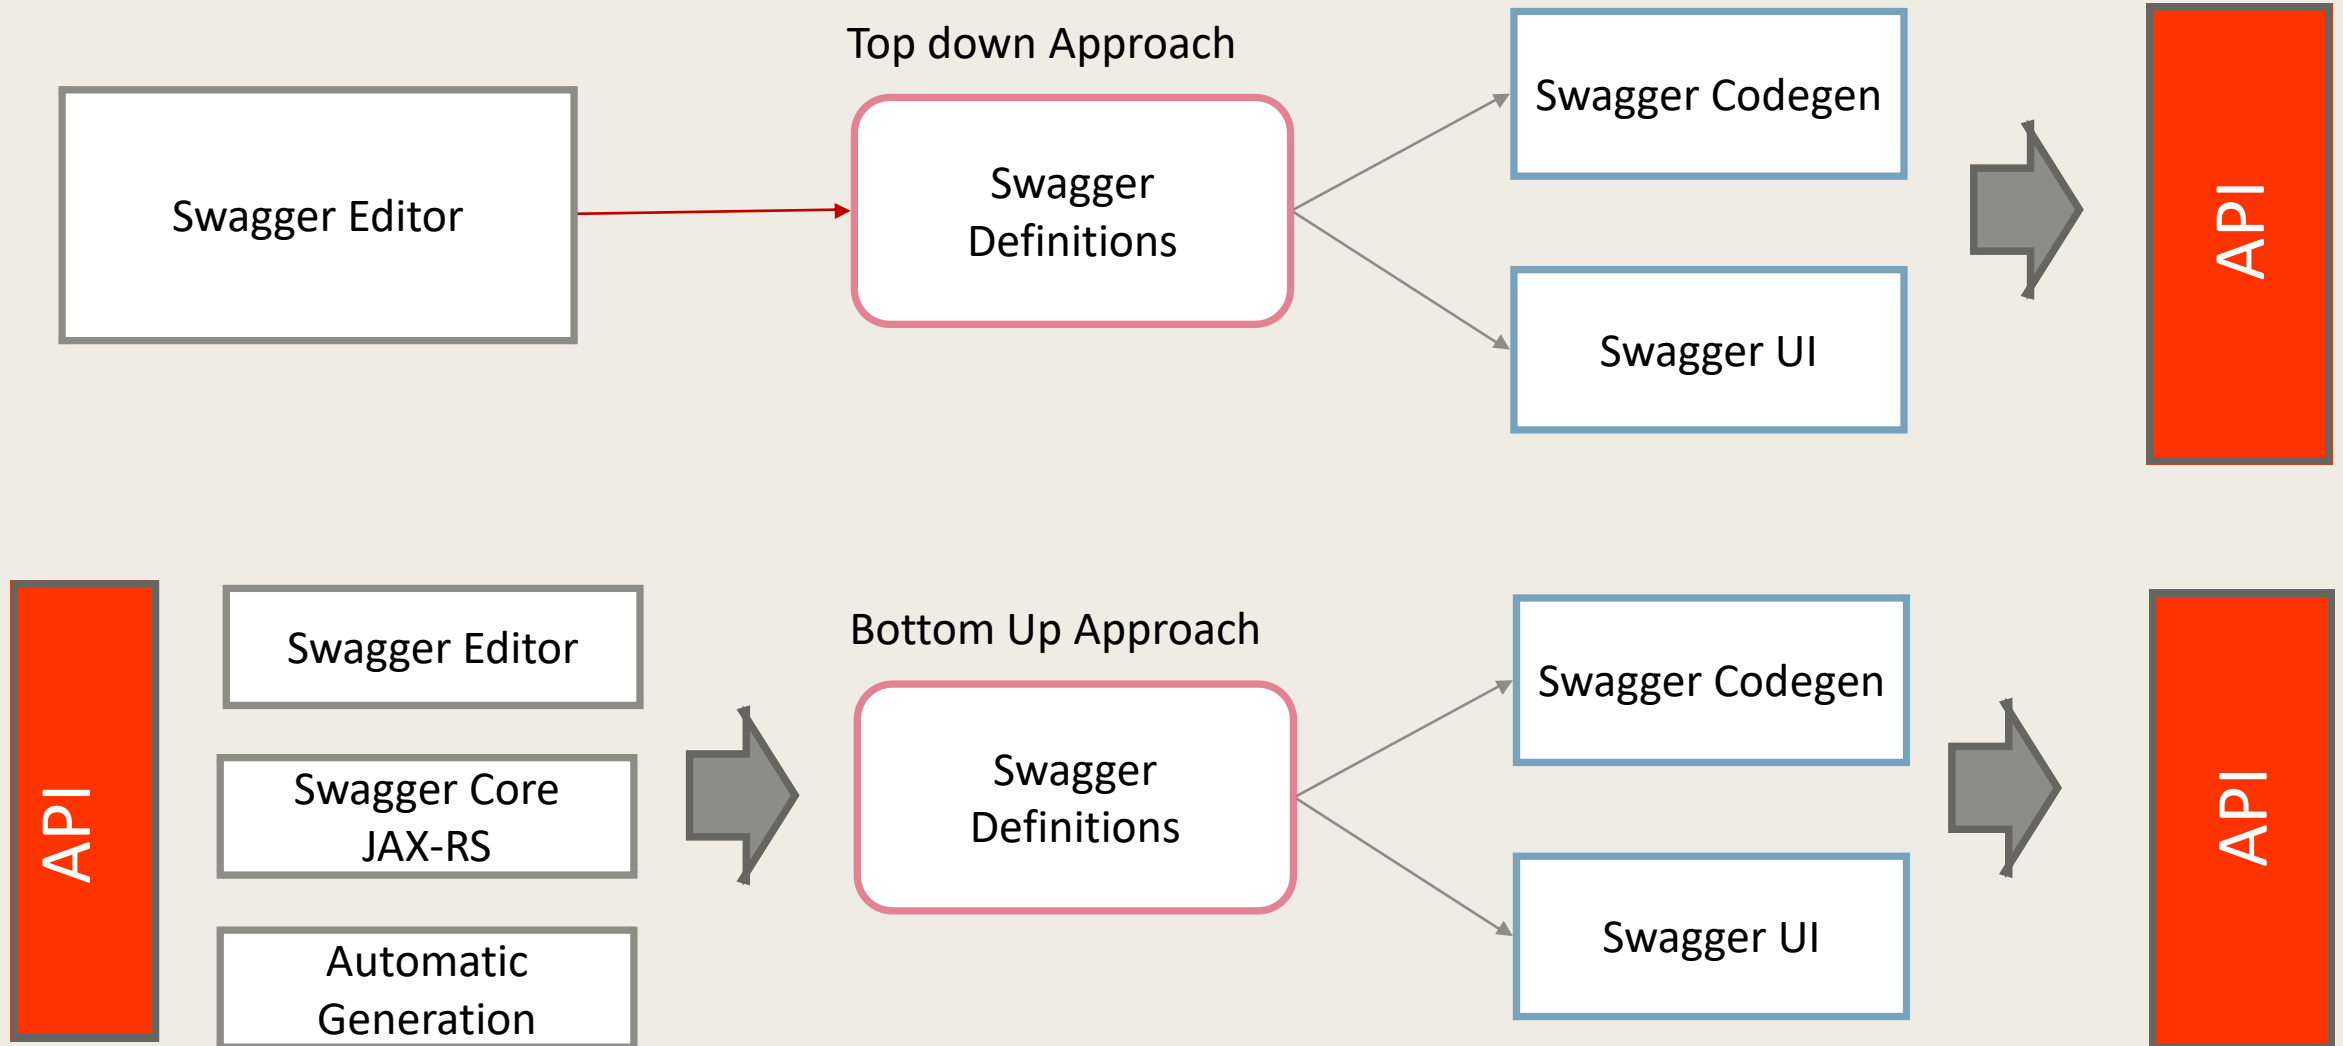 Top down Approach
Swagger Editor
Swagger
Definitions
Swagger Codegen
Swagger UI
API
Bottom Up Approach
API
Swagger Editor
Swagger Core
JAX-RS
Automatic
Generation
Swagger
Definitions
Swagger Codegen
Swagger UI
API